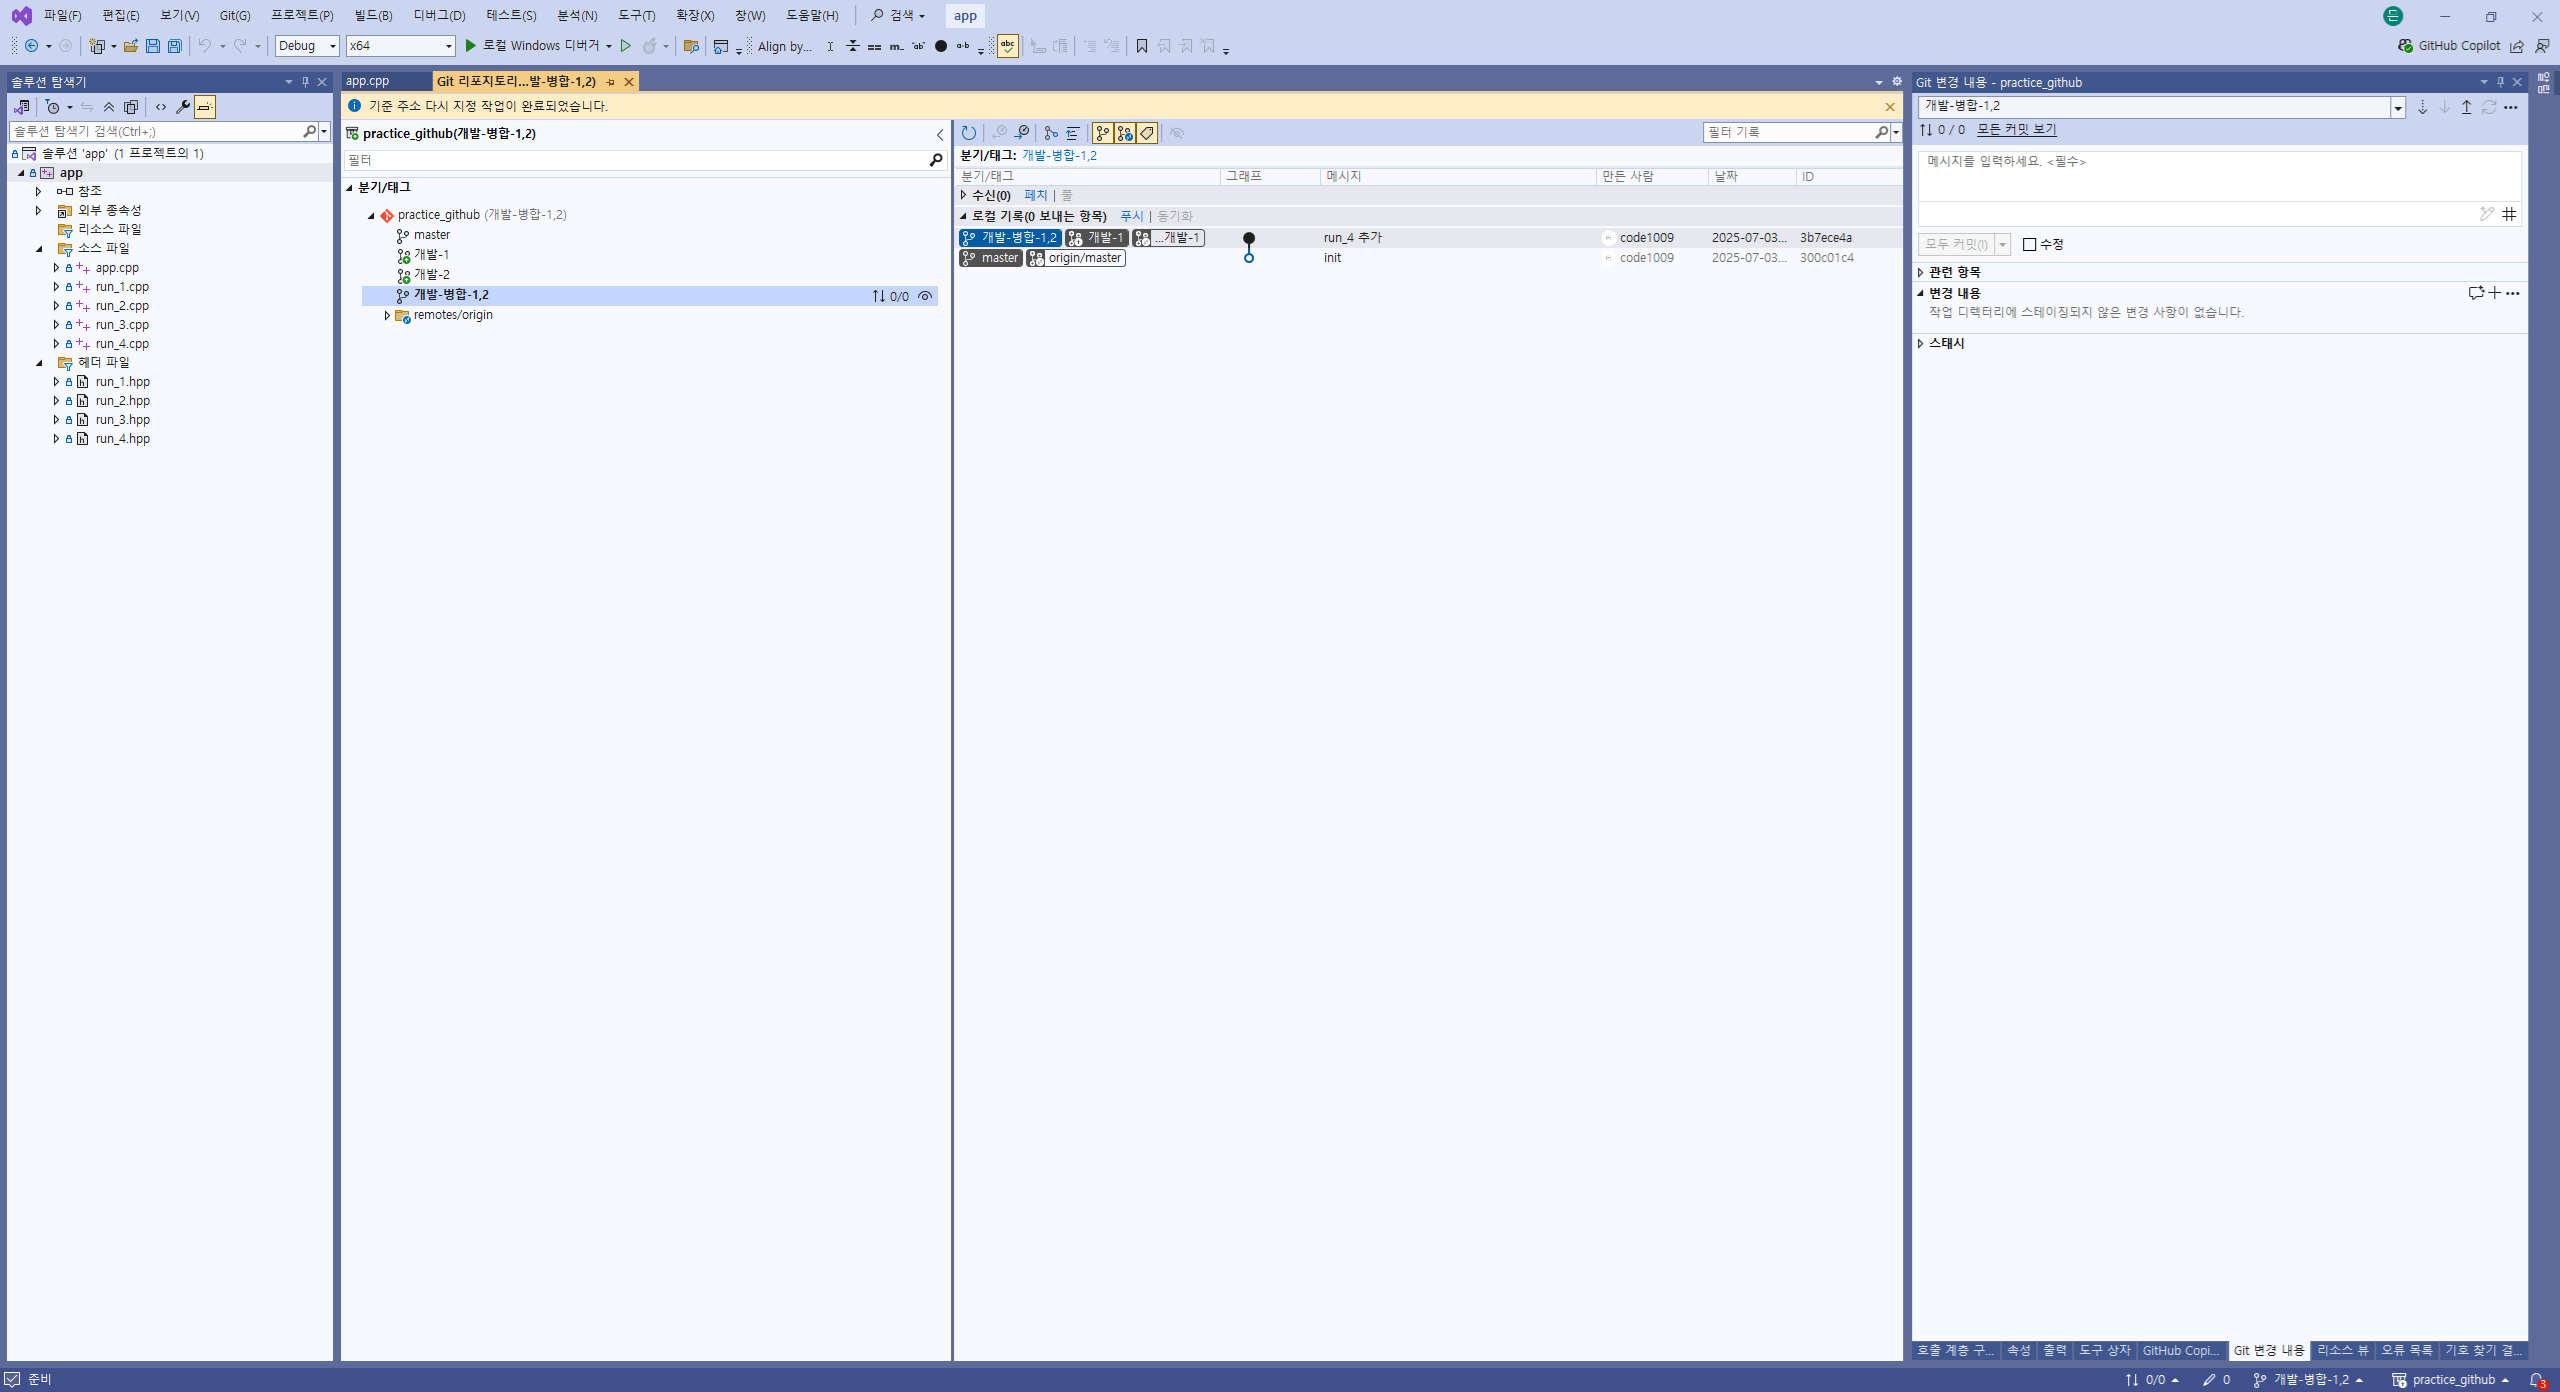 파일(F) 편집(E) 보기(V) Git(G) 프로젝트(P) 빌드(B) 디버그(D) 테스트(S) 분석(N) 도구(T) 확장(X) 창(W) 도움말(H) 검색 app 든
Debug x64 로컬 Windows 디버거 Align by... GitHub Copilot
솔루션 탐색기
솔루션 탐색기 검색(Ctrl+;)
솔루션 'app' (1 프로젝트의 1)
app
참조
외부 종속성
리소스 파일
소스 파일
app.cpp
run_1.cpp
run_2.cpp
run_3.cpp
run_4.cpp
헤더 파일
run_1.hpp
run_2.hpp
run_3.hpp
run_4.hpp
app.cpp Git 리포지토리...발-병합-1,2)
기준 주소 다시 지정 작업이 완료되었습니다.
practice_github(개발-병합-1,2)
필터
분기/태그
practice_github (개발-병합-1,2)
master
개발-1
개발-2
개발-병합-1,2 0/0
remotes/origin
필터 기록
분기/태그: 개발-병합-1,2
분기/태그 그래프 메시지 만든 사람 날짜 ID
수신(0) 페치 | 풀
로컬 기록(0 보내는 항목) 푸시 | 동기화
개발-병합-1,2 개발-1 ...개발-1 run_4 추가 code1009 2025-07-03... 3b7ece4a
master origin/master init code1009 2025-07-03... 300c01c4
Git 변경 내용 - practice_github
개발-병합-1,2
0 / 0 모든 커밋 보기
메시지를 입력하세요. <필수>
모두 커밋(I) 수정
관련 항목
변경 내용
작업 디렉터리에 스테이징되지 않은 변경 사항이 없습니다.
스태시
알림
호출 계층 구... 속성 출력 도구 상자 GitHub Copi... Git 변경 내용 리소스 뷰 오류 목록 기호 찾기 결...
준비 0/0 0 개발-병합-1,2 practice_github 3